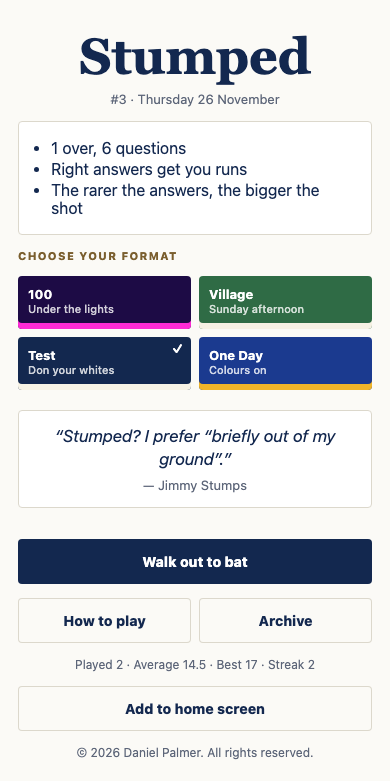 Stumped
#3 · Thursday 26 November
• 1 over, 6 questions
• Right answers get you runs
• The rarer the answers, the bigger the
shot
CHOOSE YOUR FORMAT
100
Under the lights
Village
Sunday afternoon
Test
Don your whites
One Day
Colours on
“Stumped? I prefer “briefly out of my
ground”.”
— Jimmy Stumps
Walk out to bat
How to play
Archive
Played 2 · Average 14.5 · Best 17 · Streak 2
Add to home screen
© 2026 Daniel Palmer. All rights reserved.